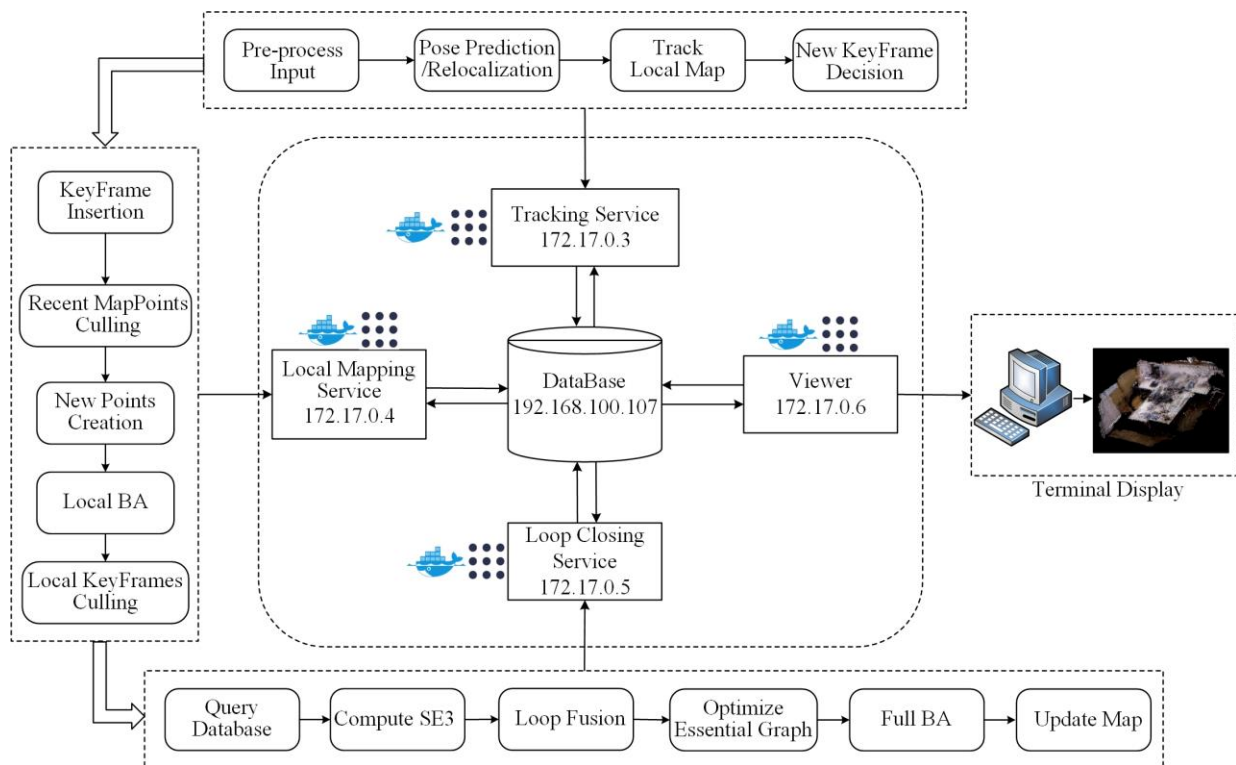 Pre-process
Input
Pose Prediction
/Relocalization
Track
Local Map
New KeyFrame
Decision
KeyFrame
Insertion
Recent MapPoints
Culling
New Points
Creation
Local BA
Local KeyFrames
Culling
Tracking Service
172.17.0.3
Local Mapping
Service
172.17.0.4
DataBase
192.168.100.107
Viewer
172.17.0.6
Loop Closing
Service
172.17.0.5
Terminal Display
Query
Database
Compute SE3
Loop Fusion
Optimize
Essential Graph
Full BA
Update Map